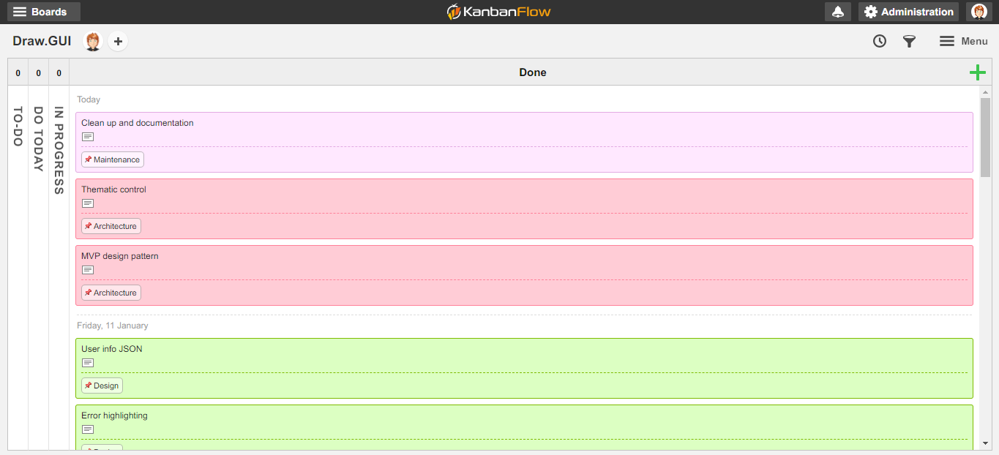 Boards
KanbanFlow
Administration
Draw.GUI
Menu
0
0
0
Done
TO-DO
DO TODAY
IN PROGRESS
Today
Clean up and documentation
Maintenance
Thematic control
Architecture
MVP design pattern
Architecture
Friday, 11 January
User info JSON
Design
Error highlighting